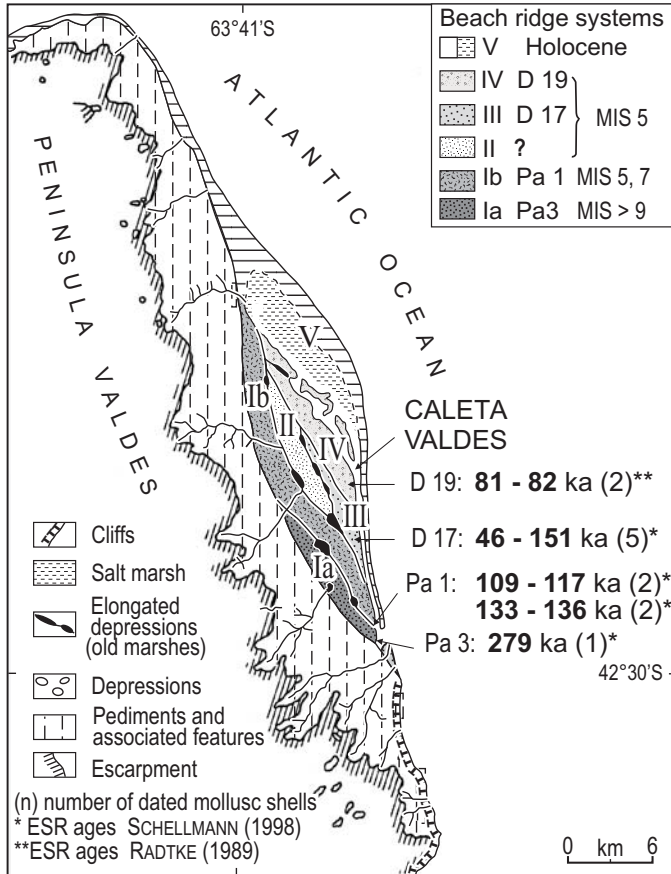 63°41'S
Beach ridge systems
V Holocene
IV D 19
III D 17
MIS 5
II ?
Ib Pa 1 MIS 5, 7
Ia Pa3 MIS > 9
ATLANTIC OCEAN
PENINSULA VALDES
V
Ib
II
IV
III
Ia
CALETA
VALDES
D 19: 81 - 82 ka (2)**
D 17: 46 - 151 ka (5)*
Pa 1: 109 - 117 ka (2)*
133 - 136 ka (2)*
Pa 3: 279 ka (1)*
42°30'S
Cliffs
Salt marsh
Elongated
depressions
(old marshes)
Depressions
Pediments and
associated features
Escarpment
(n) number of dated mollusc shells
* ESR ages SCHELLMANN (1998)
**ESR ages RADTKE (1989)
0 km 6